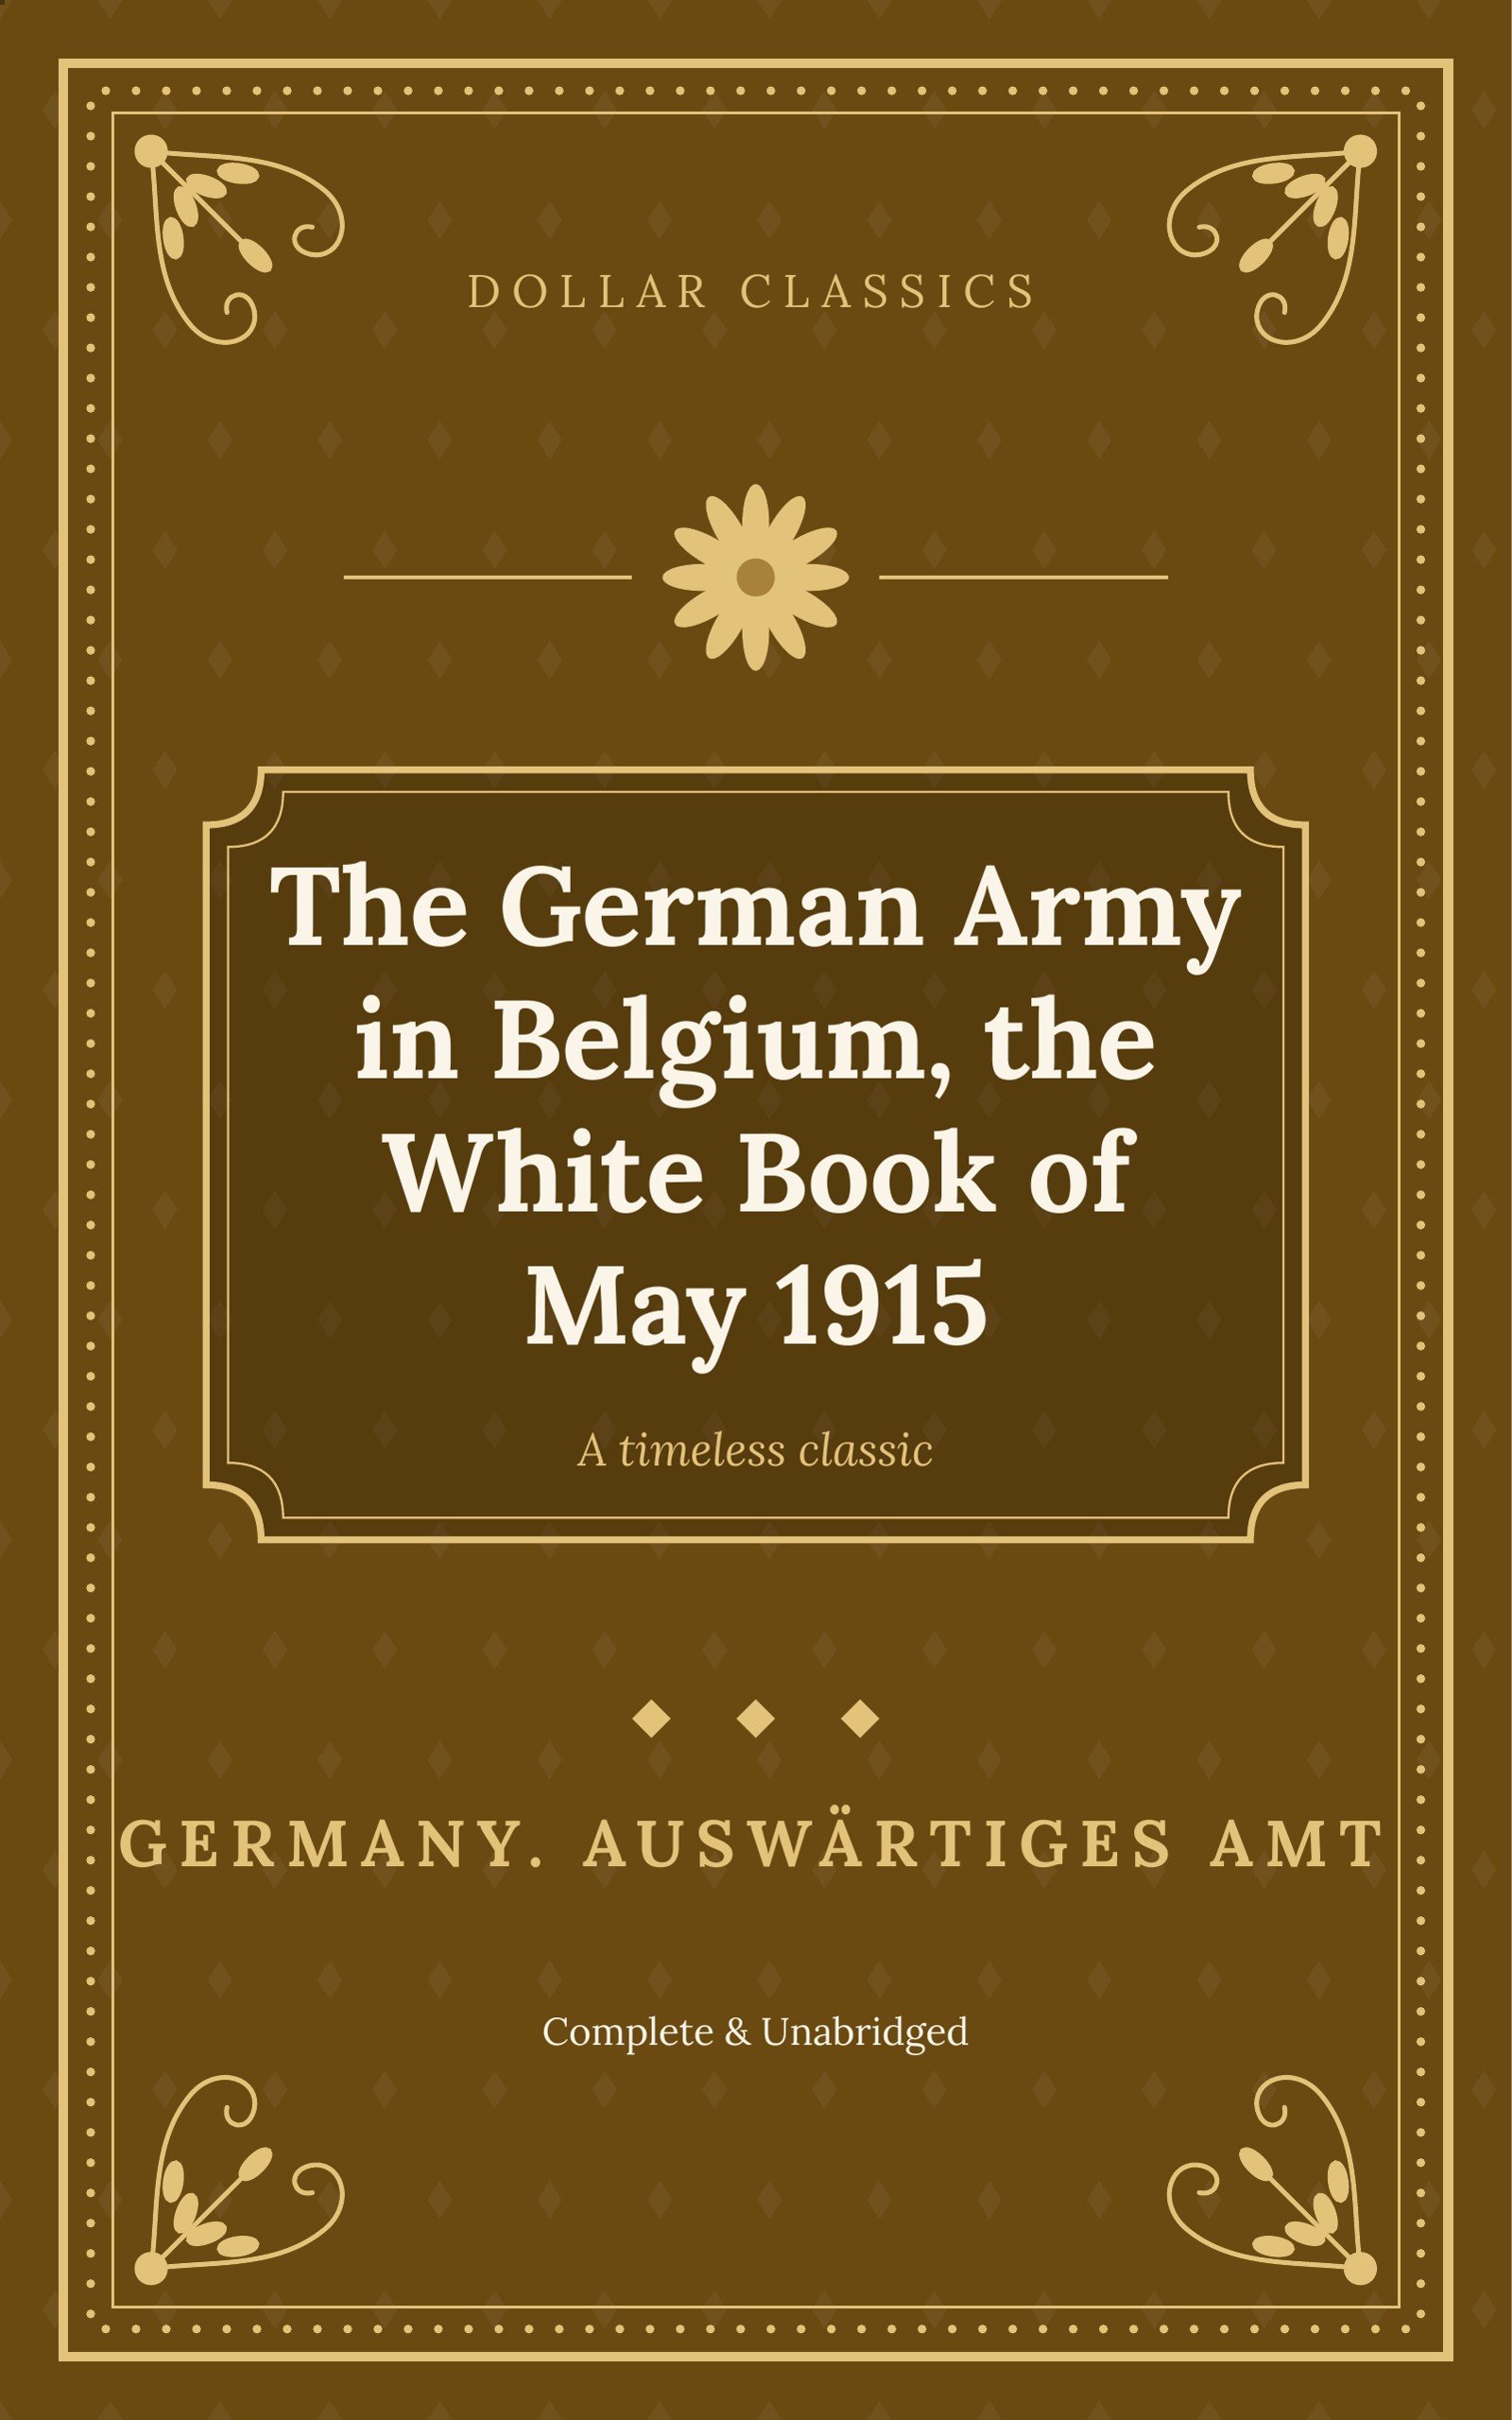 DOLLAR CLASSICS
The German Army
in Belgium, the
White Book of
May 1915
A timeless classic
GERMANY. AUSWÄRTIGES AMT
Complete & Unabridged